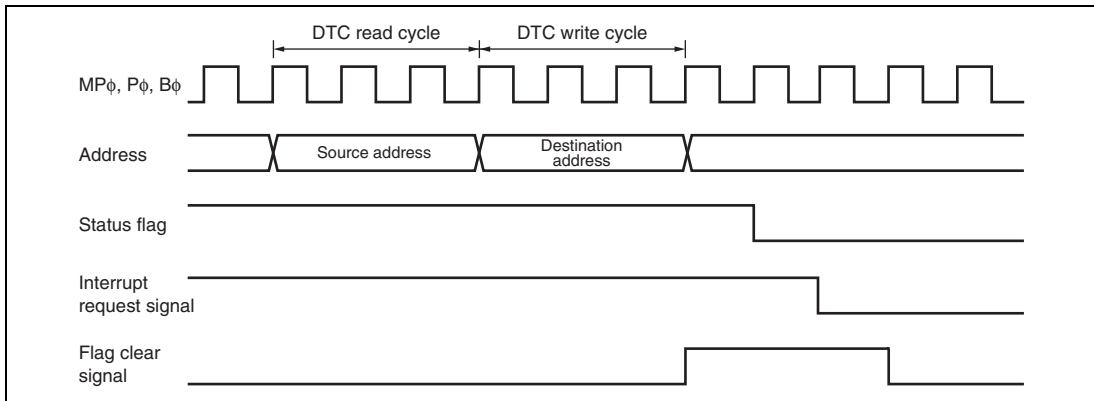 DTC read cycle
DTC write cycle
MPϕ, Pϕ, Bϕ
Address
Source address
Destination
address
Status flag
Interrupt
request signal
Flag clear
signal